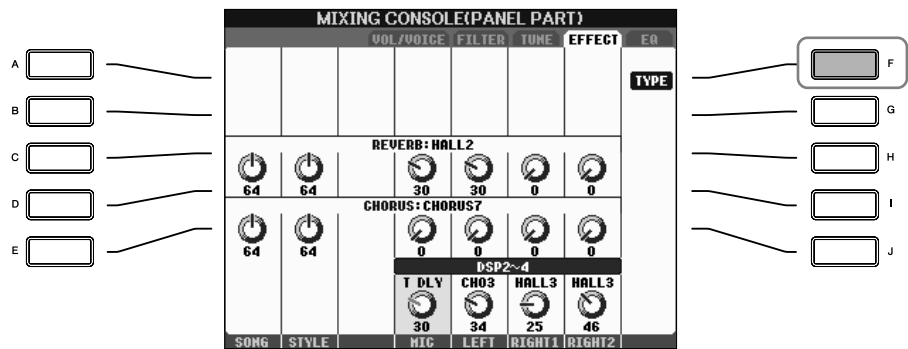 MIXING CONSOLE(PANEL PART)
VOL/VOICE FILTER TUNE EFFECT EQ
A F
TYPE
B G
REVERB:HALL2
C H
64 64 30 30 0 0
D I
CHORUS:CHORUS7
E J
64 64 0 0 0 0
DSP2~4
T DLY CHO3 HALL3 HALL3
30 34 25 46
SONG STYLE MIC LEFT RIGHT1 RIGHT2